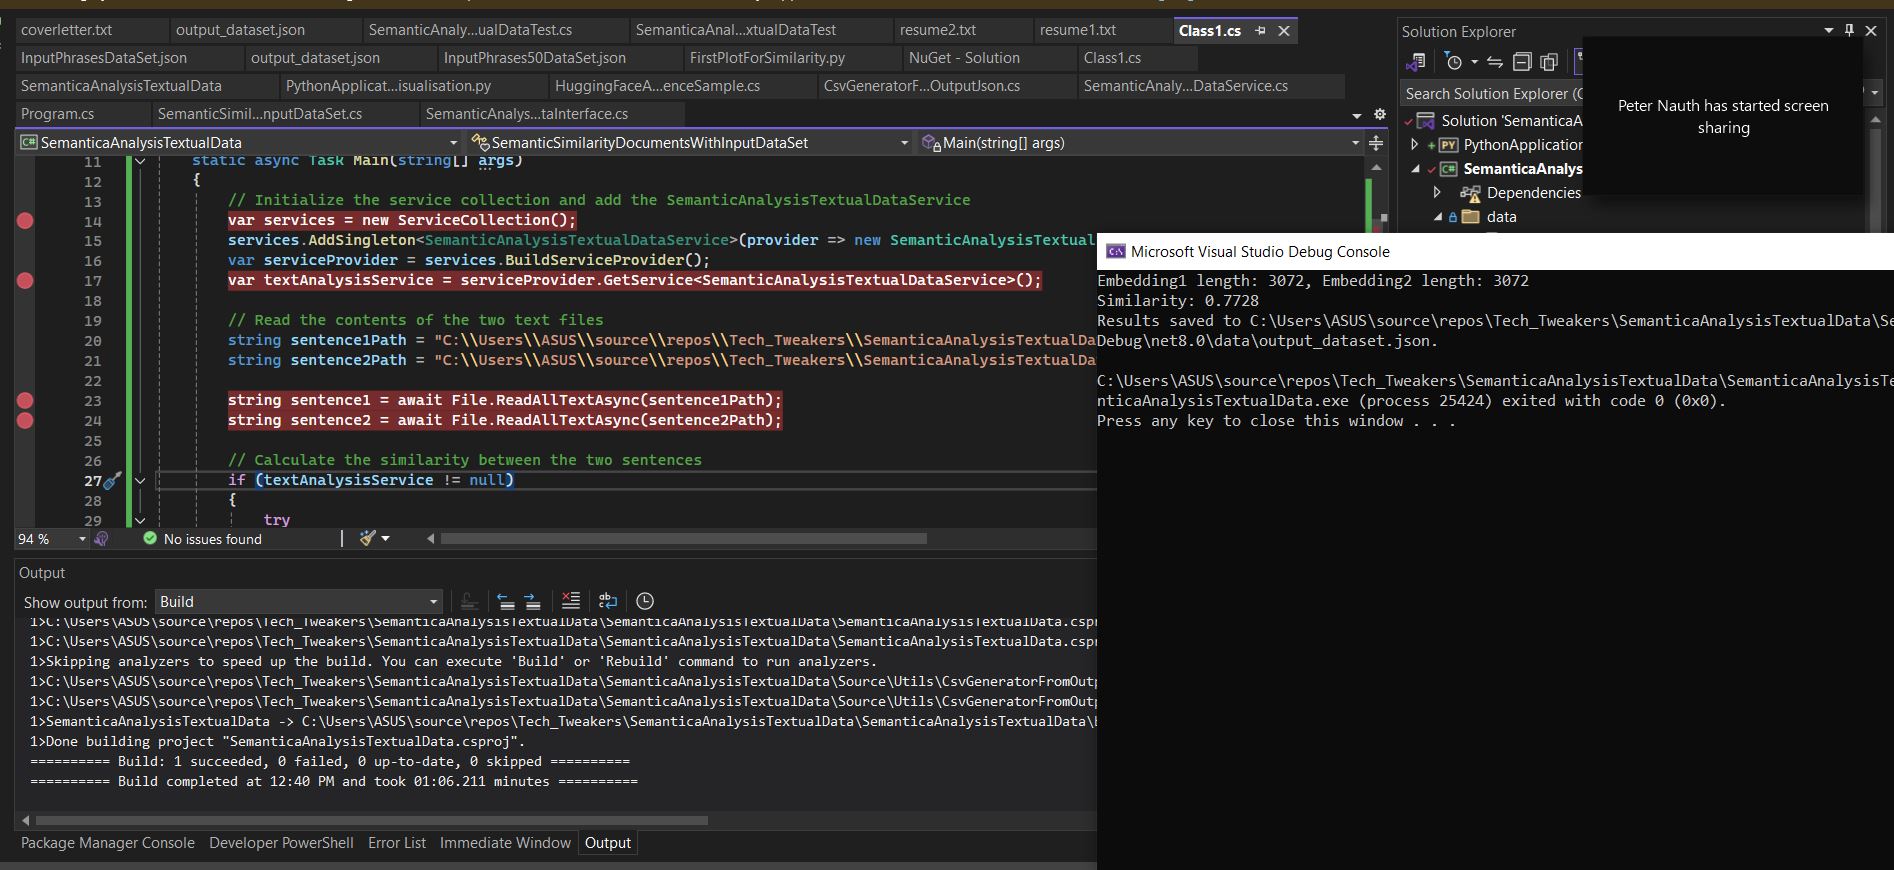 coverletter.txt
output_dataset.json
SemanticaAnaly...ualDataTest.cs
SemanticaAnal...xtualDataTest
resume2.txt
resume1.txt
Class1.cs
InputPhrasesDataSet.json
output_dataset.json
InputPhrases50DataSet.json
FirstPlotForSimilarity.py
NuGet - Solution
Class1.cs
SemanticaAnalysisTextualData
PythonApplicat...isualisation.py
HuggingFaceA...enceSample.cs
CsvGeneratorF...OutputJson.cs
SemanticAnaly...DataService.cs
Program.cs
SemanticSimil...nputDataSet.cs
SemanticAnalys...taInterface.cs
C# SemanticaAnalysisTextualData
SemanticSimilarityDocumentsWithInputDataSet
Main(string[] args)
11 static async Task Main(string[] args)
12 {
13 // Initialize the service collection and add the SemanticAnalysisTextualDataService
14 var services = new ServiceCollection();
15 services.AddSingleton<SemanticAnalysisTextualDataService>(provider => new SemanticAnalysisTextual
16 var serviceProvider = services.BuildServiceProvider();
17 var textAnalysisService = serviceProvider.GetService<SemanticAnalysisTextualDataService>();
18
19 // Read the contents of the two text files
20 string sentence1Path = "C:\\Users\\ASUS\\source\\repos\\Tech_Tweakers\\SemanticaAnalysisTextualDa
21 string sentence2Path = "C:\\Users\\ASUS\\source\\repos\\Tech_Tweakers\\SemanticaAnalysisTextualDa
22
23 string sentence1 = await File.ReadAllTextAsync(sentence1Path);
24 string sentence2 = await File.ReadAllTextAsync(sentence2Path);
25
26 // Calculate the similarity between the two sentences
27 if (textAnalysisService != null)
28 {
29 try
94 %
No issues found
Output
Show output from: Build
1>C:\Users\ASUS\source\repos\Tech_Tweakers\SemanticaAnalysisTextualData\SemanticaAnalysisTextualData\SemanticaAnalysisTextualData.cspr
1>C:\Users\ASUS\source\repos\Tech_Tweakers\SemanticaAnalysisTextualData\SemanticaAnalysisTextualData\SemanticaAnalysisTextualData.cspr
1>Skipping analyzers to speed up the build. You can execute 'Build' or 'Rebuild' command to run analyzers.
1>C:\Users\ASUS\source\repos\Tech_Tweakers\SemanticaAnalysisTextualData\SemanticaAnalysisTextualData\Source\Utils\CsvGeneratorFromOutp
1>C:\Users\ASUS\source\repos\Tech_Tweakers\SemanticaAnalysisTextualData\SemanticaAnalysisTextualData\Source\Utils\CsvGeneratorFromOutp
1>SemanticaAnalysisTextualData -> C:\Users\ASUS\source\repos\Tech_Tweakers\SemanticaAnalysisTextualData\SemanticaAnalysisTextualData\b
1>Done building project "SemanticaAnalysisTextualData.csproj".
========== Build: 1 succeeded, 0 failed, 0 up-to-date, 0 skipped ==========
========== Build completed at 12:40 PM and took 01:06.211 minutes ==========
Package Manager Console
Developer PowerShell
Error List
Immediate Window
Output
Solution Explorer
Search Solution Explorer (C
Solution 'SemanticaA
PY PythonApplication
C# SemanticaAnalys
Dependencies
data
Peter Nauth has started screen
sharing
Microsoft Visual Studio Debug Console
Embedding1 length: 3072, Embedding2 length: 3072
Similarity: 0.7728
Results saved to C:\Users\ASUS\source\repos\Tech_Tweakers\SemanticaAnalysisTextualData\Se
Debug\net8.0\data\output_dataset.json.
C:\Users\ASUS\source\repos\Tech_Tweakers\SemanticaAnalysisTextualData\SemanticaAnalysisTe
nticaAnalysisTextualData.exe (process 25424) exited with code 0 (0x0).
Press any key to close this window . . .